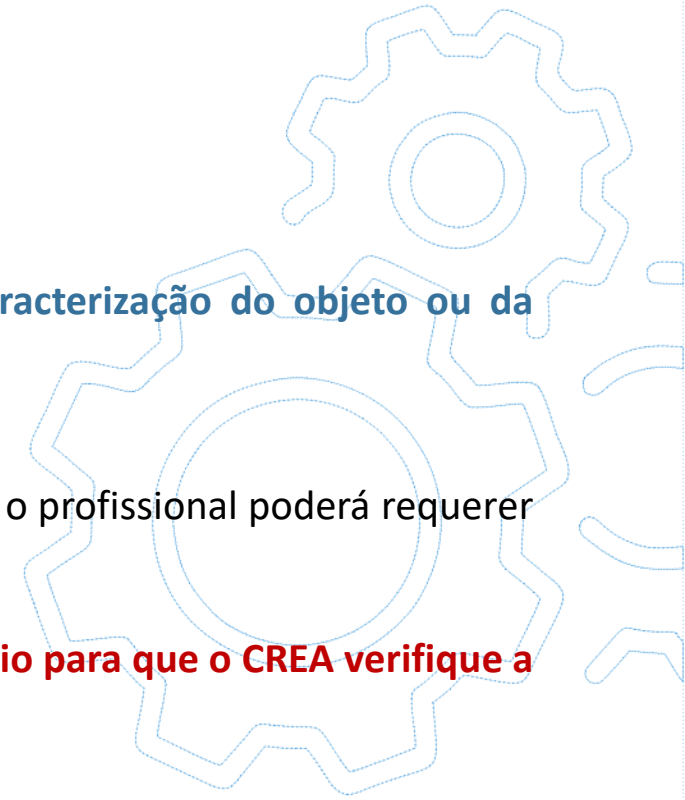 racterização do objeto ou da
o profissional poderá requerer
io para que o CREA verifique a